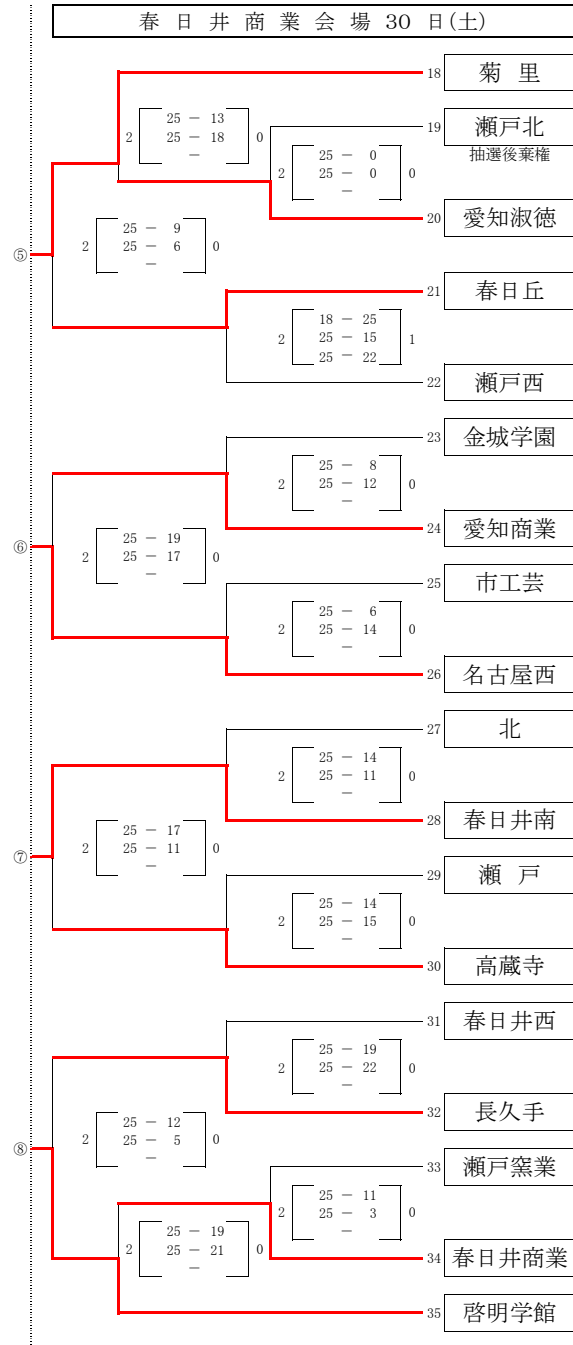 春日井商業会場30日(土)
18 菊里
25 － 13
2 25 － 18 0
－
19 瀬戸北
抽選後棄権
25 － 0
2 25 － 0 0
－
20 愛知淑徳
25 － 9
⑤ 2 25 － 6 0
－
21 春日丘
18 － 25
2 25 － 15 1
25 － 22
22 瀬戸西
23 金城学園
25 － 8
2 25 － 12 0
－
24 愛知商業
25 － 19
⑥ 2 25 － 17 0
－
25 市工芸
25 － 6
2 25 － 14 0
－
26 名古屋西
27 北
25 － 14
2 25 － 11 0
－
28 春日井南
25 － 17
⑦ 2 25 － 11 0
－
29 瀬戸
25 － 14
2 25 － 15 0
－
30 高蔵寺
31 春日井西
25 － 19
2 25 － 22 0
－
32 長久手
25 － 12
⑧ 2 25 － 5 0
－
33 瀬戸窯業
25 － 11
2 25 － 3 0
－
25 － 19
2 25 － 21 0
－
34 春日井商業
35 啓明学館